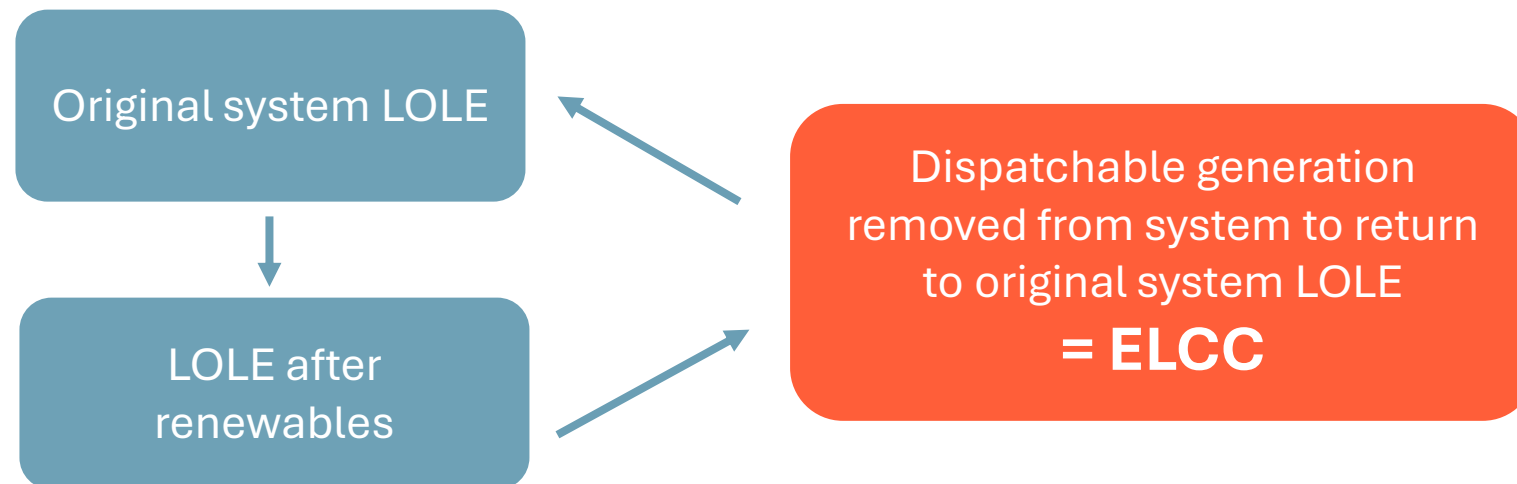 Original system LOLE
LOLE after
renewables
Dispatchable generation
removed from system to return
to original system LOLE
= ELCC